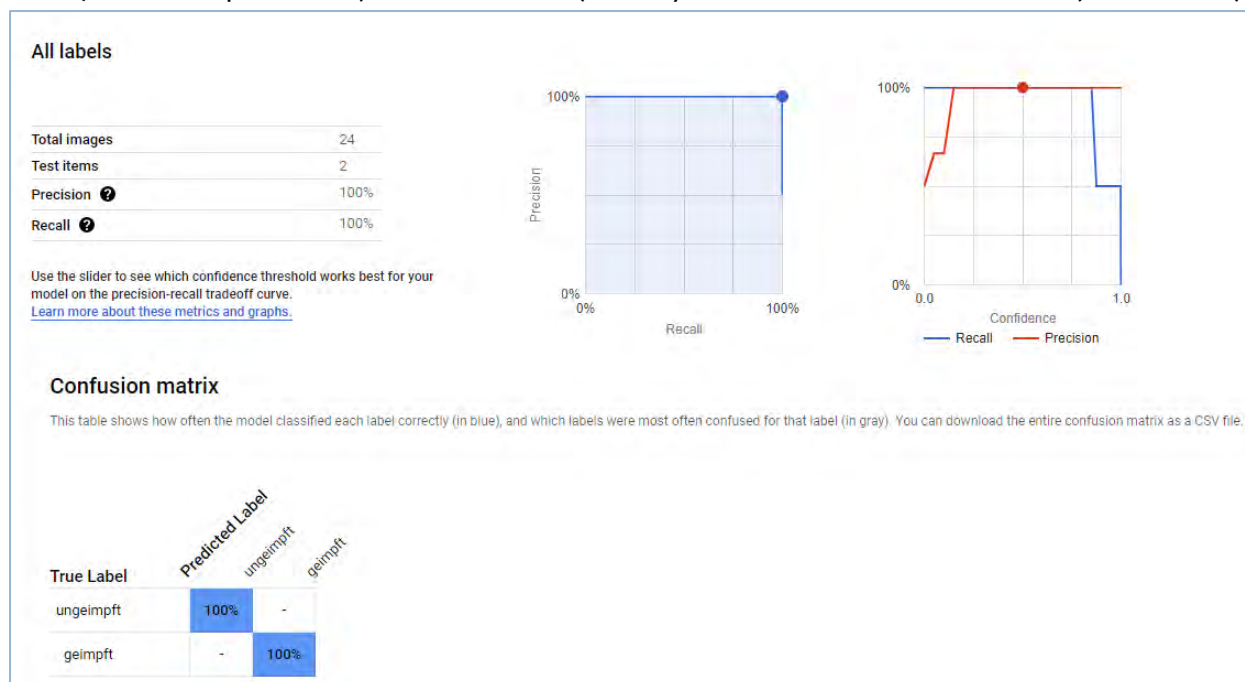 All labels
Total images 24
Test items 2
Precision ? 100%
Recall ? 100%
Use the slider to see which confidence threshold works best for your
model on the precision-recall tradeoff curve.
Learn more about these metrics and graphs.
100%
Precision
0%
0%
100%
Recall
100%
0%
0.0
1.0
Confidence
Recall Precision
Confusion matrix
This table shows how often the model classified each label correctly (in blue), and which labels were most often confused for that label (in gray). You can download the entire confusion matrix as a CSV file.
True Label
Predicted Label
ungeimpft
geimpft
ungeimpft 100% -
geimpft - 100%